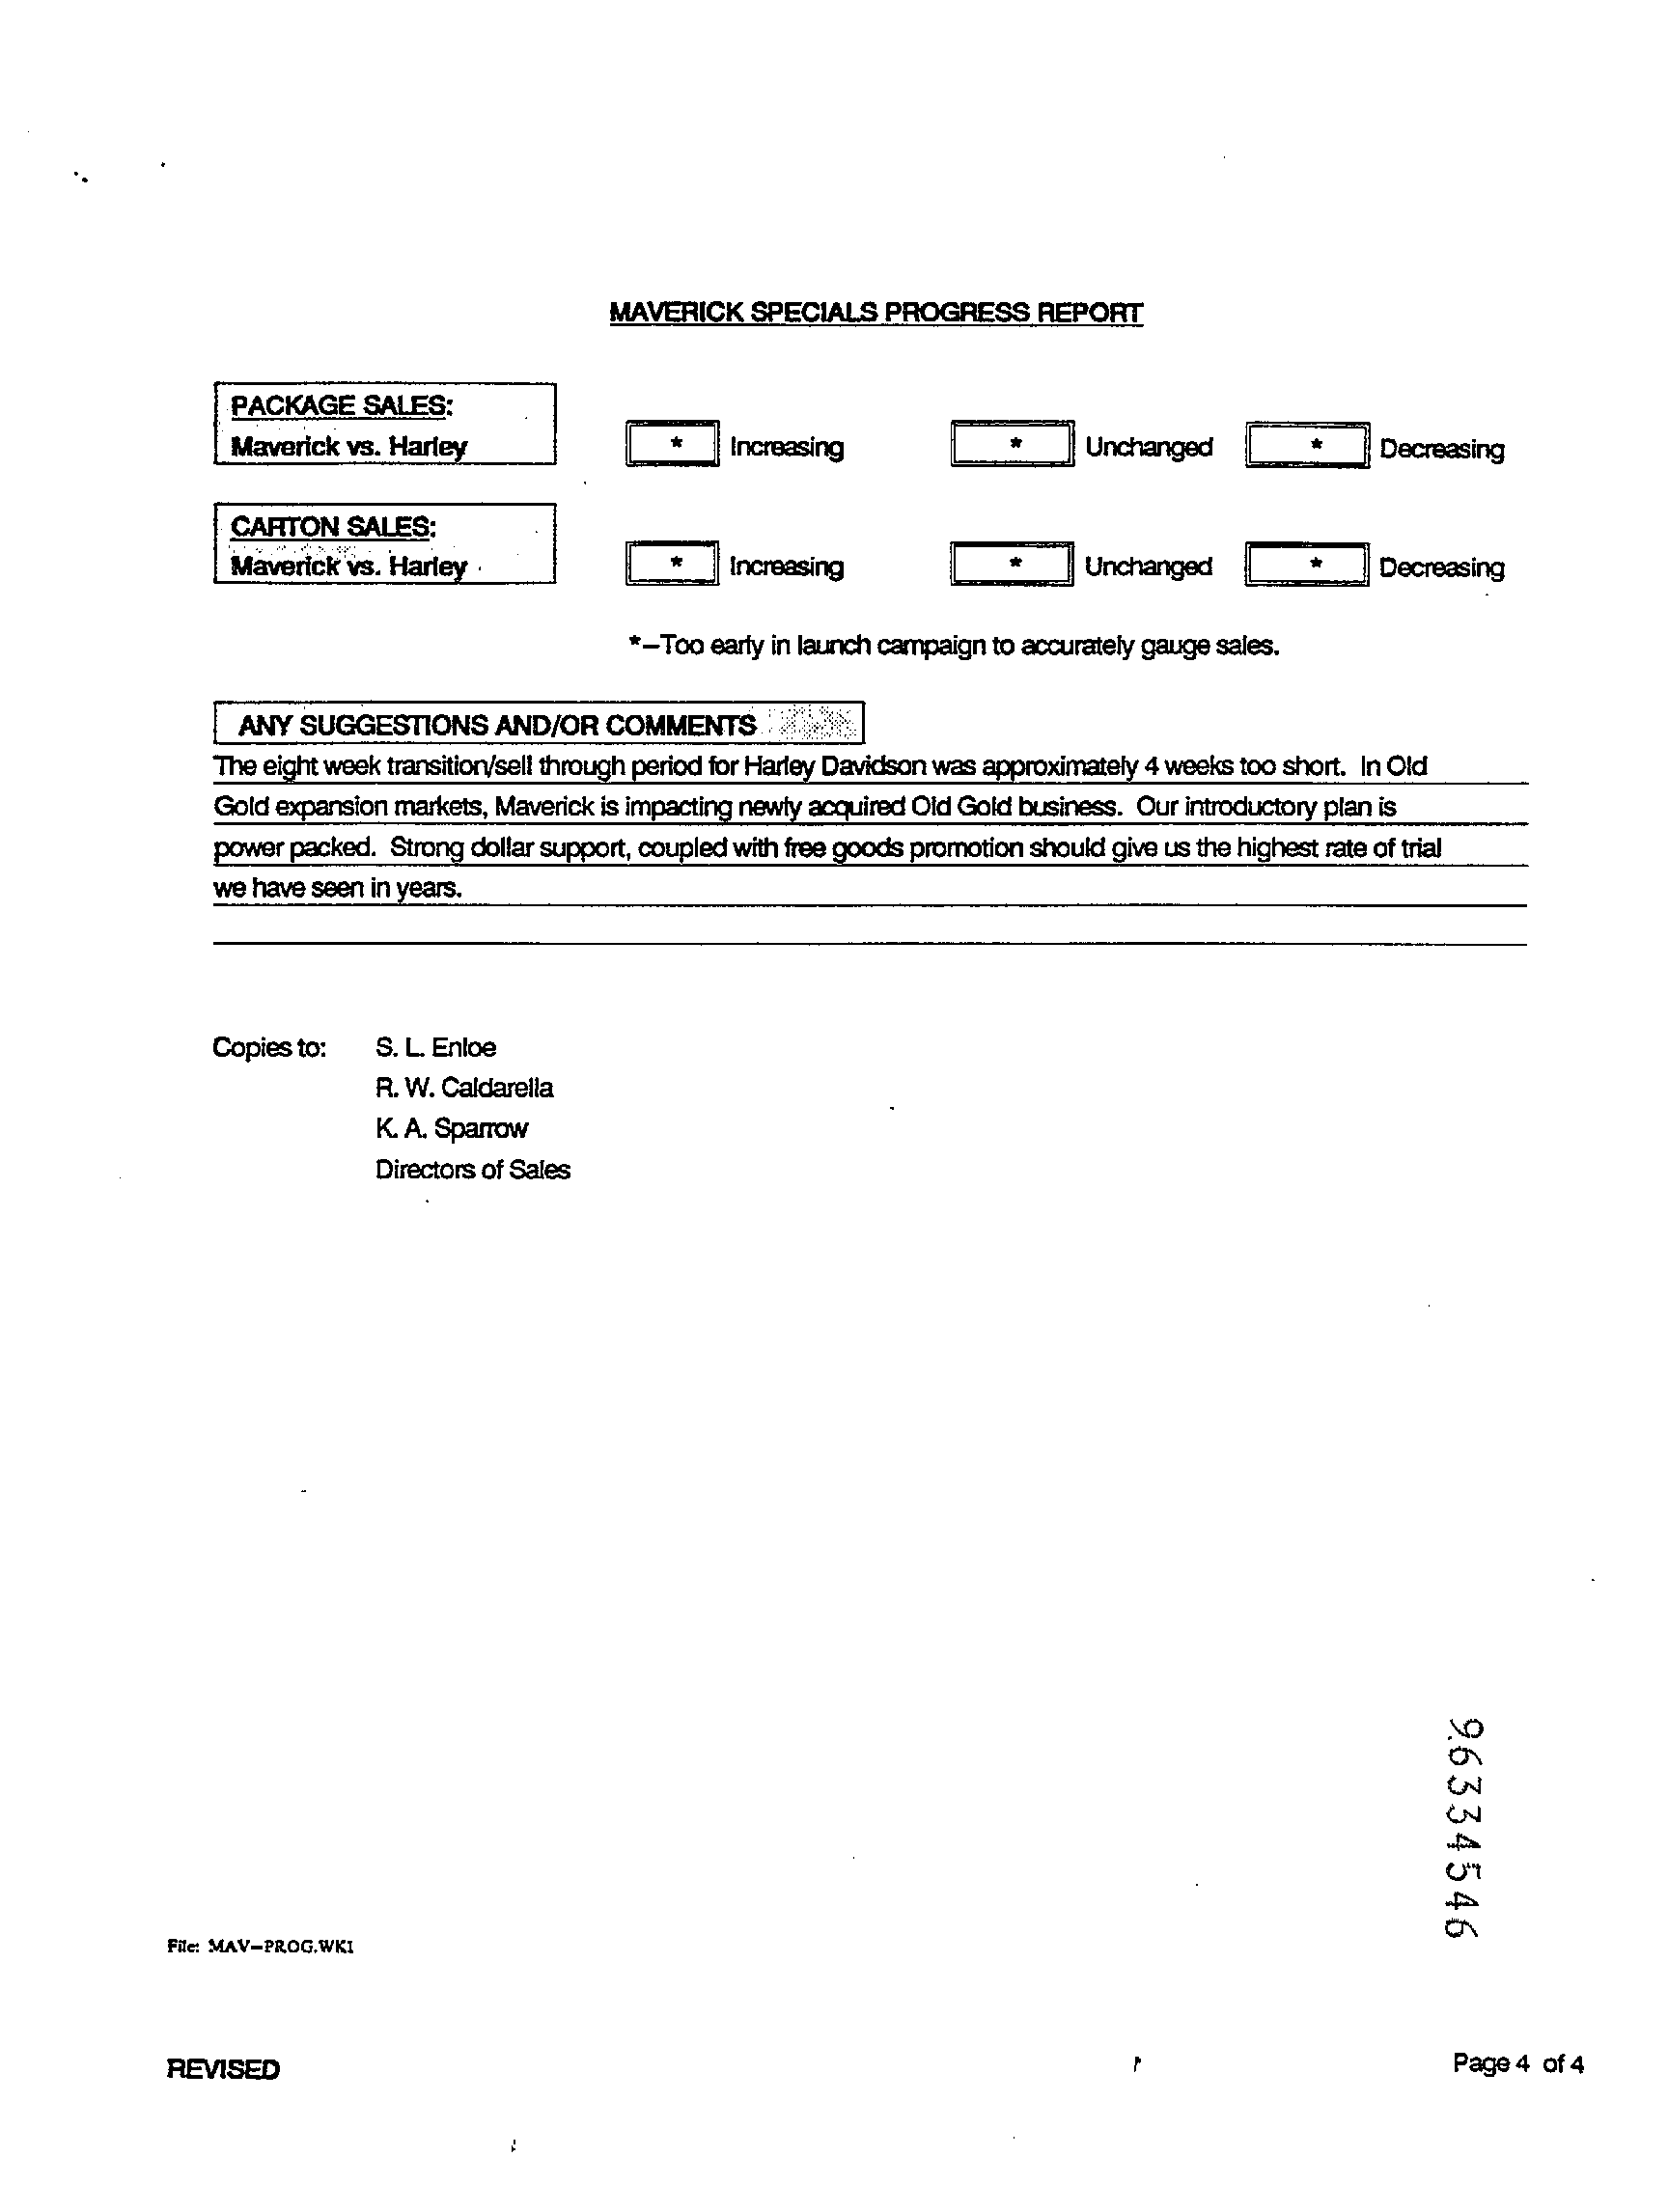 MAVERICK SPECIALS PROGRESS REPORT
PACKAGE SALES:
Maverick vs. Harley
* Increasing * Unchanged * Decreasing
CARTON SALES:
Maverick vs. Harley
* Increasing * Unchanged * Decreasing
*–Too early in launch campaign to accurately gauge sales.
ANY SUGGESTIONS AND/OR COMMENTS
The eight week transition/sell through period for Harley Davidson was approximately 4 weeks too short. In Old
Gold expansion markets, Maverick is impacting newly acquired Old Gold business. Our introductory plan is
power packed. Strong dollar support, coupled with free goods promotion should give us the highest rate of trial
we have seen in years.
Copies to: S. L. Enloe
R. W. Caldarella
K. A. Sparrow
Directors of Sales
96334546
File: MAV–PROG.WKI
REVISED
Page 4 of 4